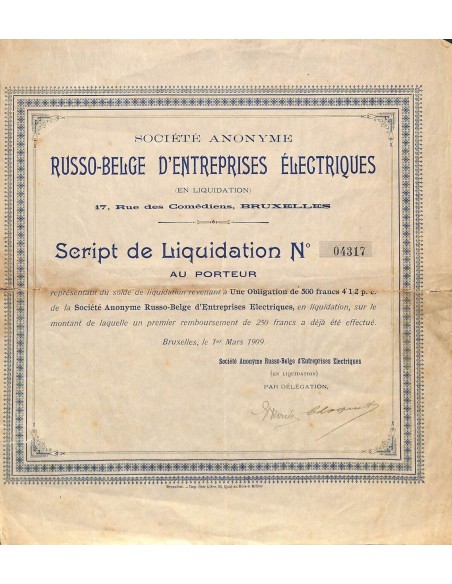 SOCIÉTÉ ANONYME
RUSSO-BELGE D'ENTREPRISES ÉLECTRIQUES
(EN LIQUIDATION)
17, Rue des Comédiens, BRUXELLES
Script de Liquidation N° 04317
AU PORTEUR
représentatif du solde de liquidation revenant à Une Obligation de 500 francs 4 1/2 p. c.
de la Société Anonyme Russo-Belge d'Entreprises Electriques, en liquidation, sur le
montant de laquelle un premier remboursement de 250 francs a déjà été effectué.
Bruxelles, le 1er Mars 1909.
Société Anonyme Russo-Belge d'Entreprises Electriques
(EN LIQUIDATION)
PAR DÉLÉGATION,
Bruxelles. — Imp.